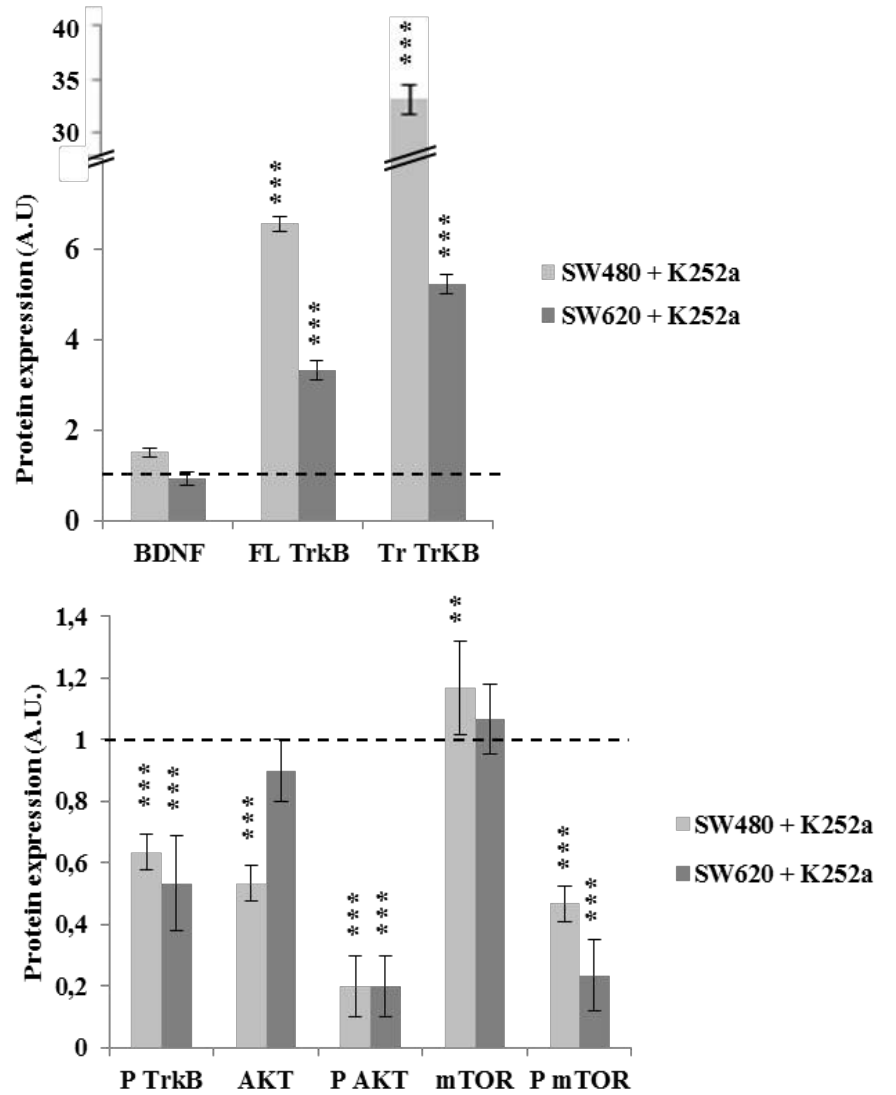 40
35
30
6
4
2
0
Protein expression (A.U)
***
***
***
***
BDNF
FL TrkB
Tr TrKB
SW480 + K252a
SW620 + K252a
1,4
1,2
1
0,8
0,6
0,4
0,2
0
Protein expression (A.U.)
***
***
***
***
***
**
***
***
P TrkB
AKT
P AKT
mTOR
P mTOR
SW480 + K252a
SW620 + K252a